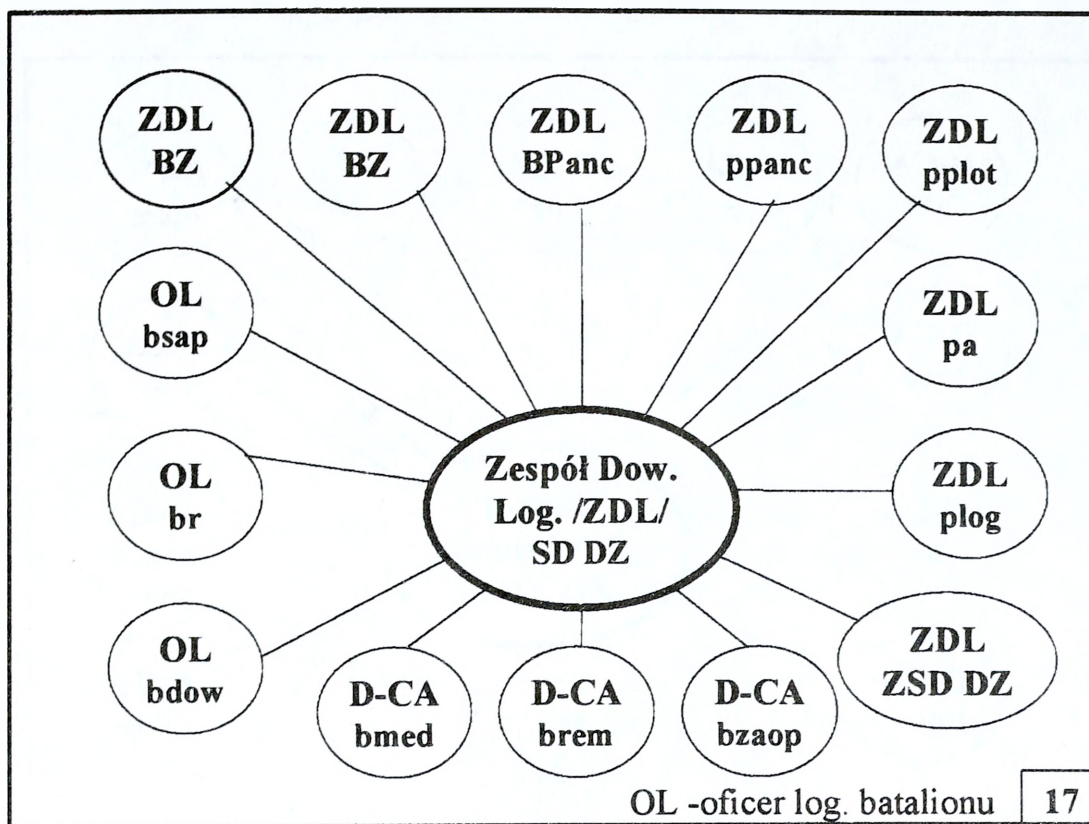 ZDL
BZ
ZDL
BZ
ZDL
BPanc
ZDL
ppanc
ZDL
pplot
OL
bsap
ZDL
pa
OL
br
Zespół Dow.
Log. /ZDL/
SD DZ
ZDL
plog
OL
bdow
D-CA
bmed
D-CA
brem
D-CA
bzaop
ZDL
ZSD DZ
OL -oficer log. batalionu
17